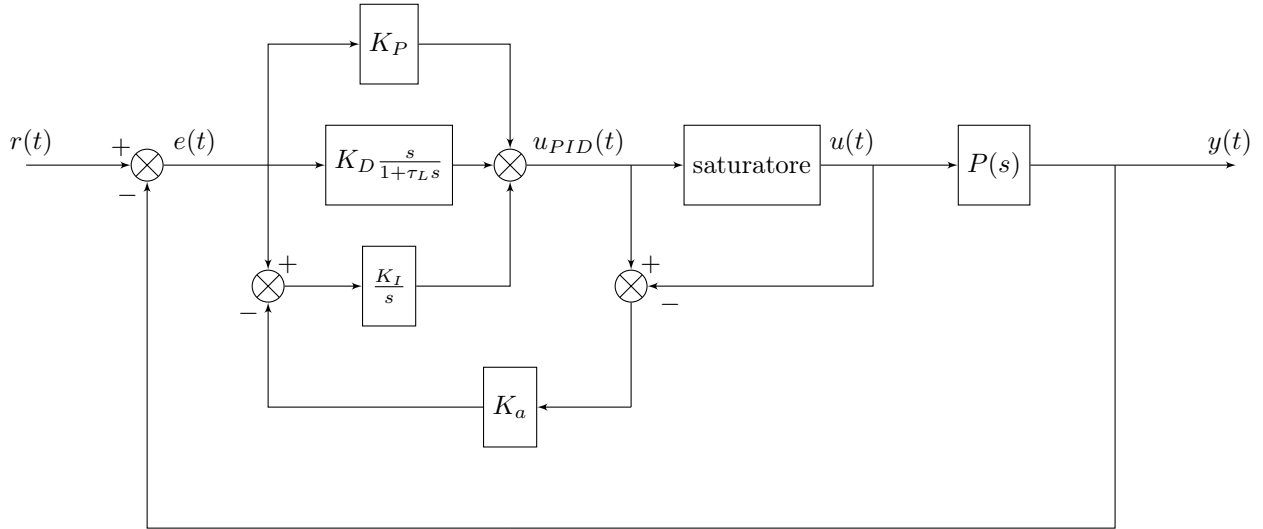 K_P
r(t)
+
−
e(t)
K_D s/(1+τ_L s)
u_{PID}(t)
saturatore
u(t)
P(s)
y(t)
+
−
K_I/s
+
−
K_a